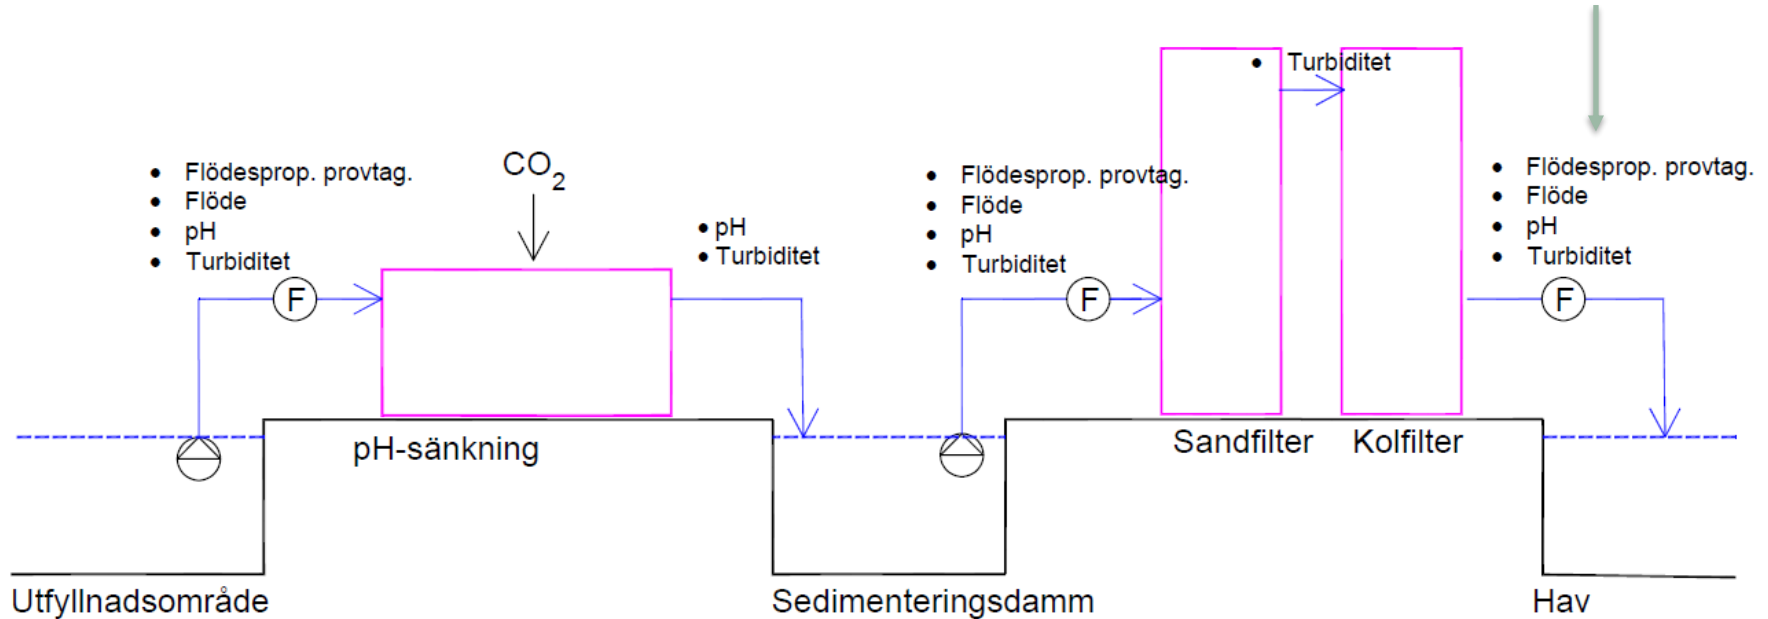 Turbiditet
Flödesprop. provtag.
Flöde
pH
Turbiditet
CO2
pH
Turbiditet
Flödesprop. provtag.
Flöde
pH
Turbiditet
Flödesprop. provtag.
Flöde
pH
Turbiditet
F
F
F
pH-sänkning
Sandfilter
Kolfilter
Utfyllnadsområde
Sedimenteringsdamm
Hav